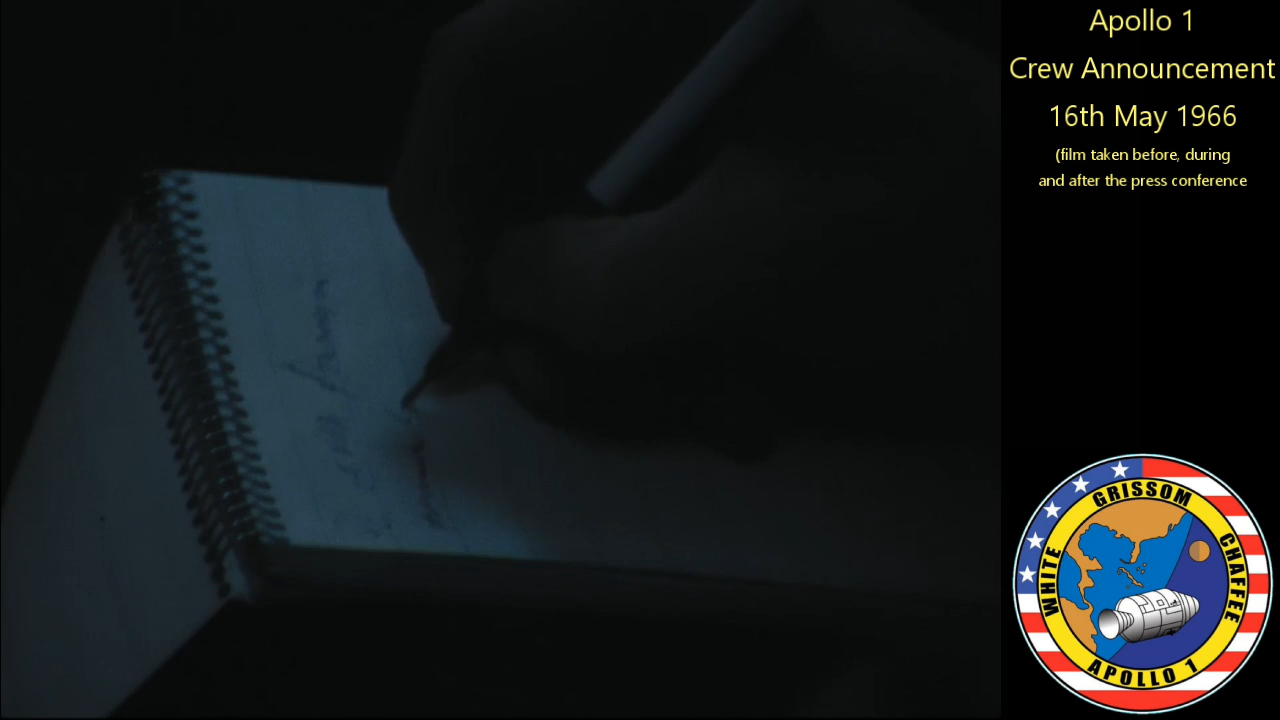 Apollo 1
Crew Announcement
16th May 1966
(film taken before, during
and after the press conference
GRISSOM
WHITE
CHAFFEE
APOLLO 1